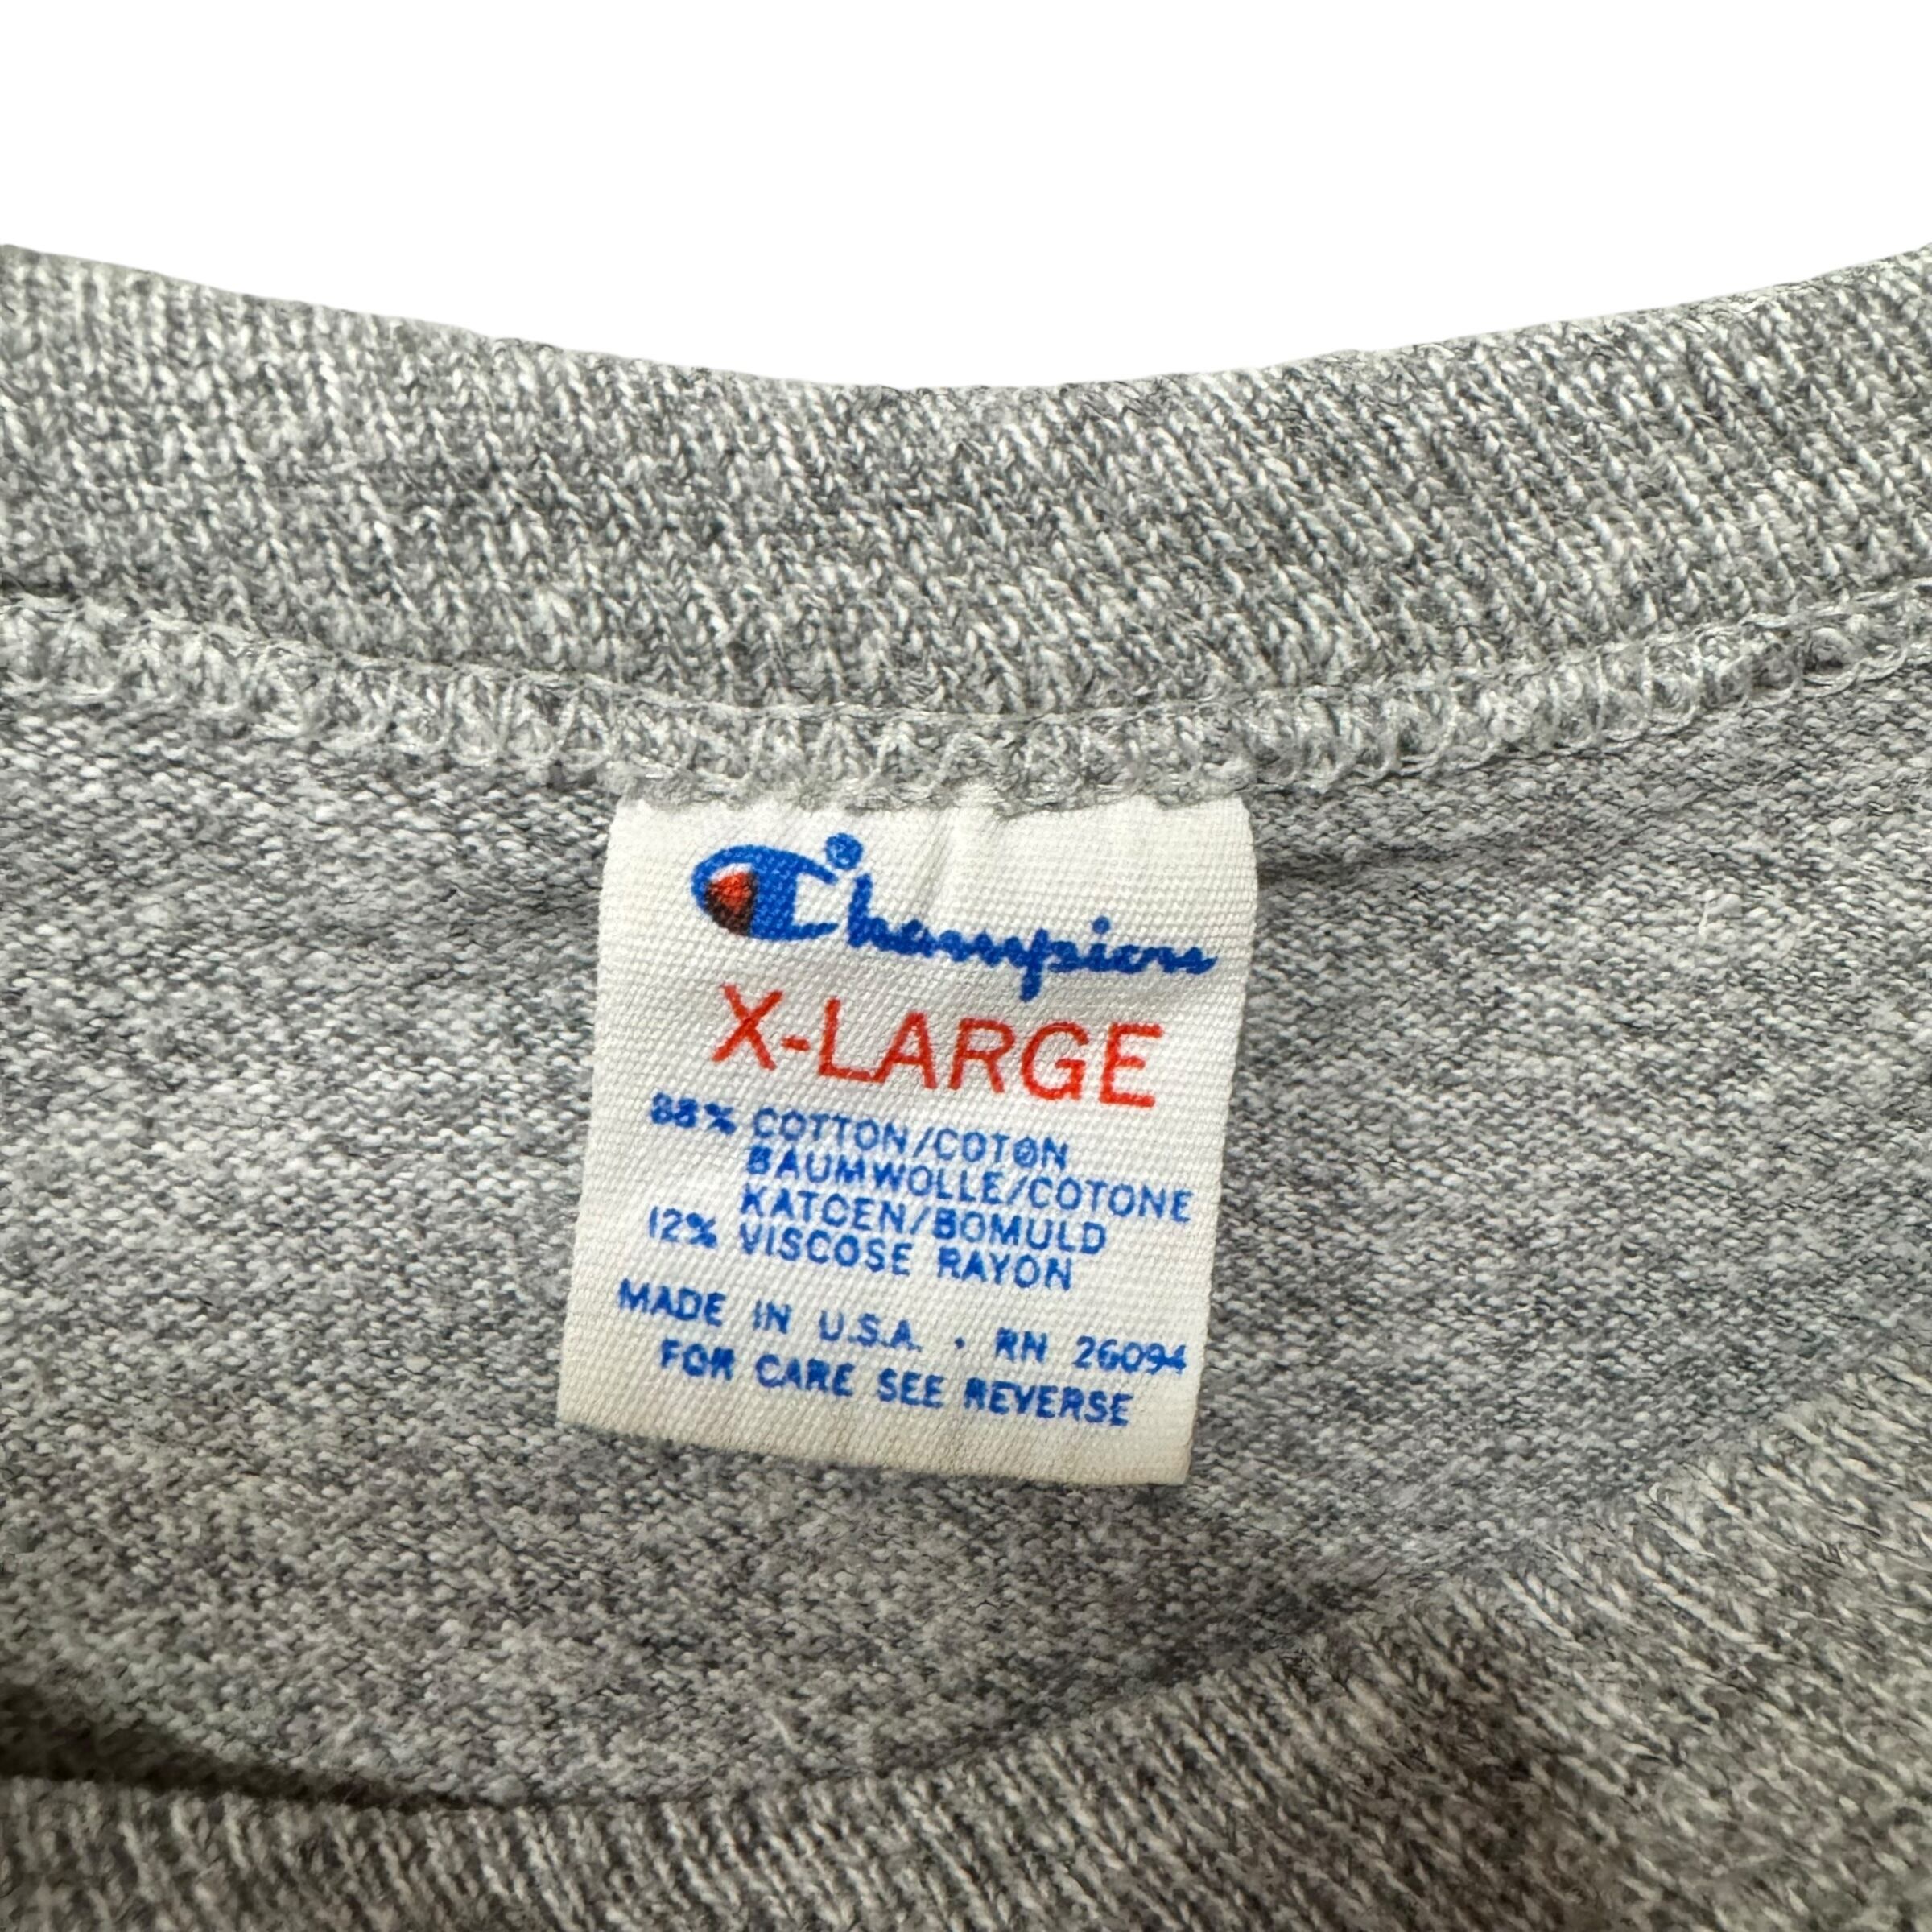 Champion
X-LARGE
88% COTTON/COTON
BAUMWOLLE/COTONE
KATOEN/BOMULD
12% VISCOSE RAYON
MADE IN U.S.A. • RN 26094
FOR CARE SEE REVERSE